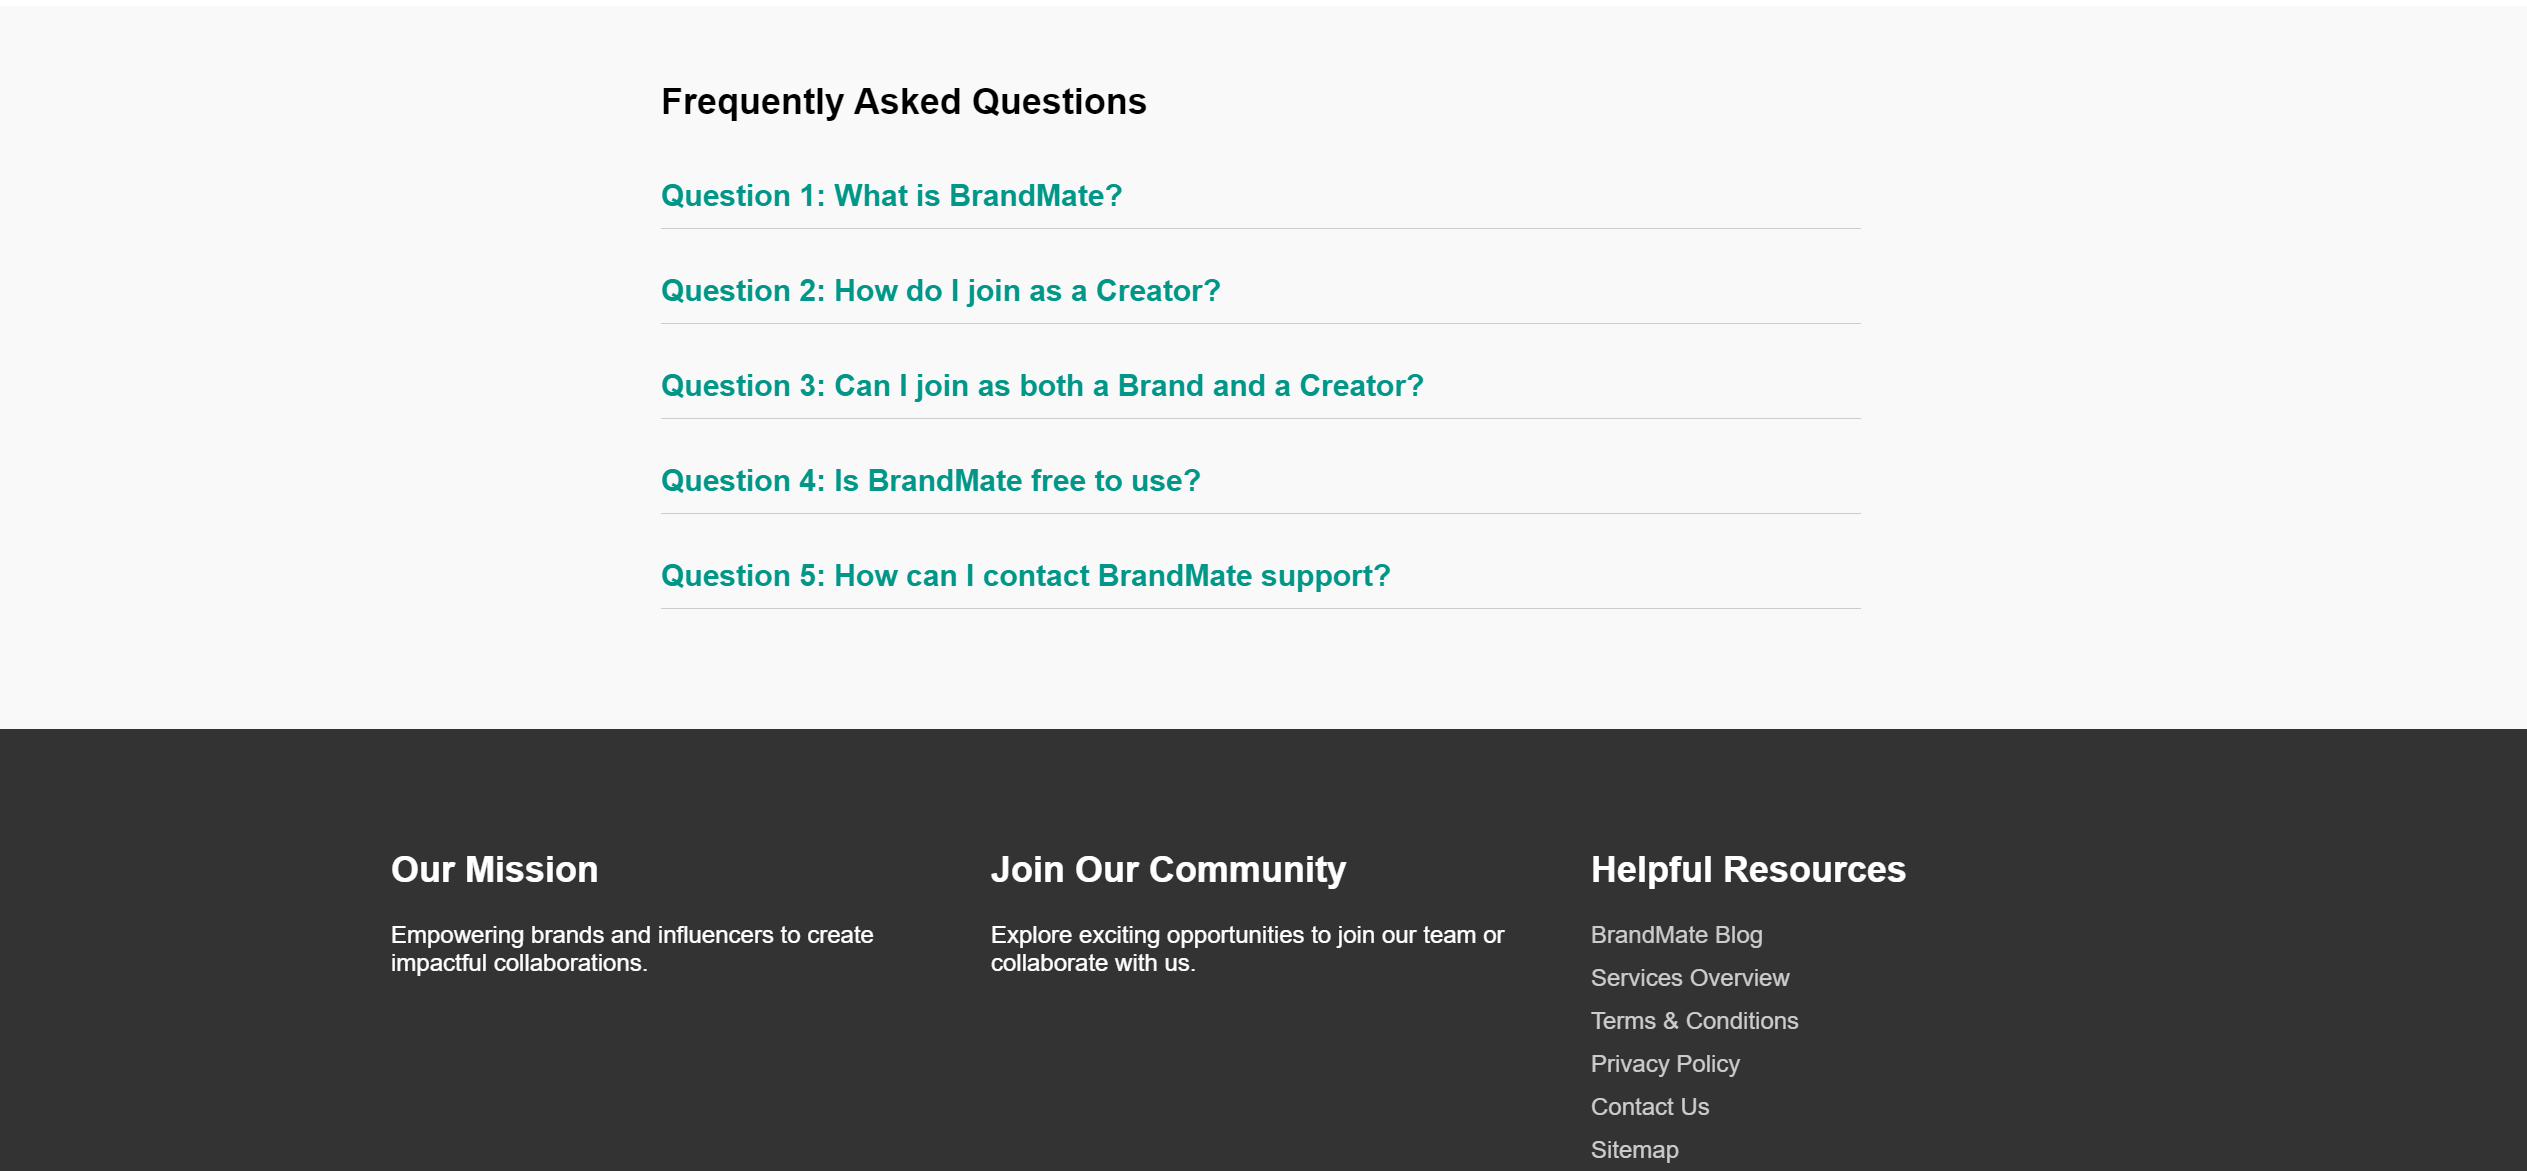 Frequently Asked Questions
Question 1: What is BrandMate?
Question 2: How do I join as a Creator?
Question 3: Can I join as both a Brand and a Creator?
Question 4: Is BrandMate free to use?
Question 5: How can I contact BrandMate support?
Our Mission
Empowering brands and influencers to create
impactful collaborations.
Join Our Community
Explore exciting opportunities to join our team or
collaborate with us.
Helpful Resources
BrandMate Blog
Services Overview
Terms & Conditions
Privacy Policy
Contact Us
Sitemap